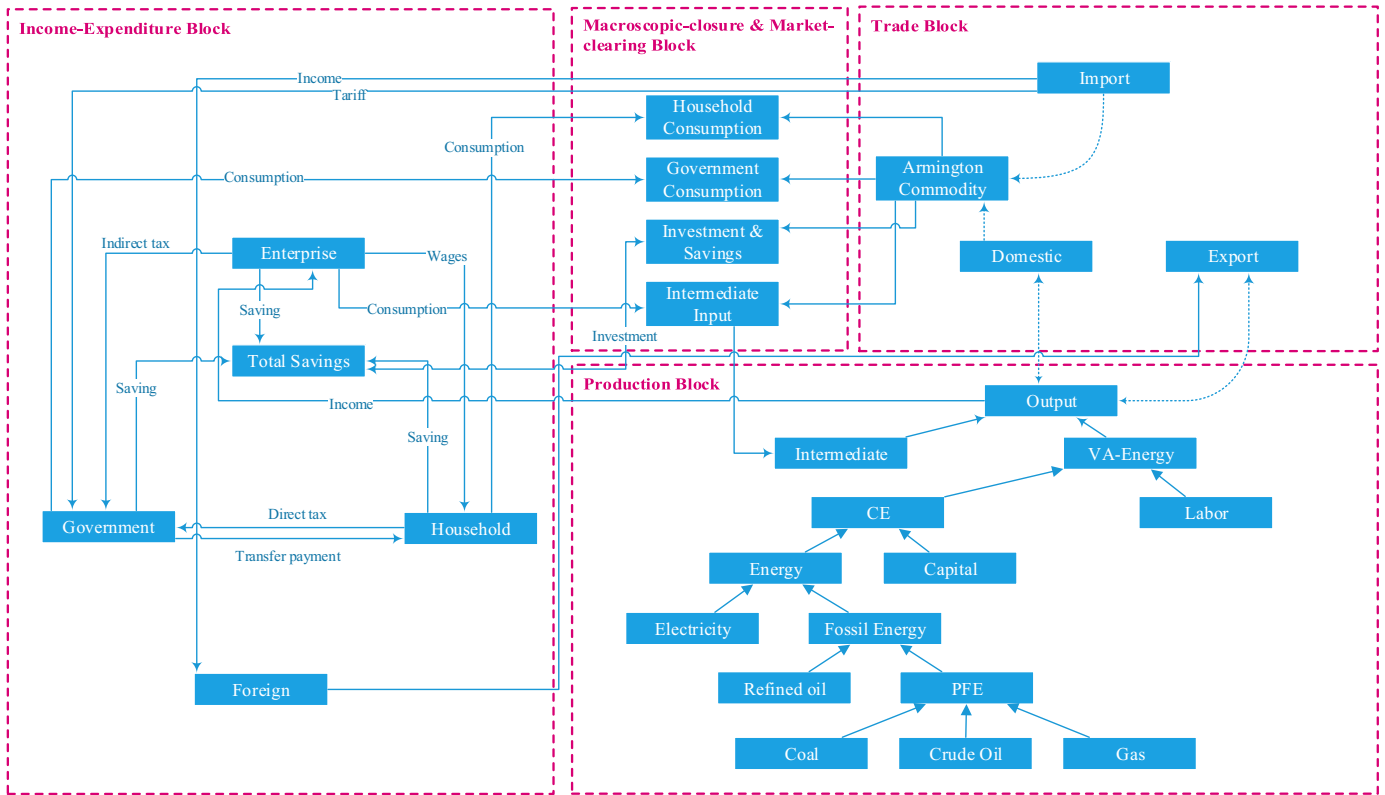 Income-Expenditure Block
Macroscopic-closure & Market-
clearing Block
Trade Block
Income
Tariff
Import
Household
Consumption
Consumption
Consumption
Government
Consumption
Armington
Commodity
Indirect tax
Enterprise
Wages
Investment &
Savings
Domestic
Export
Saving
Consumption
Intermediate
Input
Investment
Total Savings
Saving
Production Block
Income
Output
Saving
Intermediate
VA-Energy
Government
Direct tax
Household
Transfer payment
CE
Labor
Energy
Capital
Electricity
Fossil Energy
Foreign
Refined oil
PFE
Coal
Crude Oil
Gas